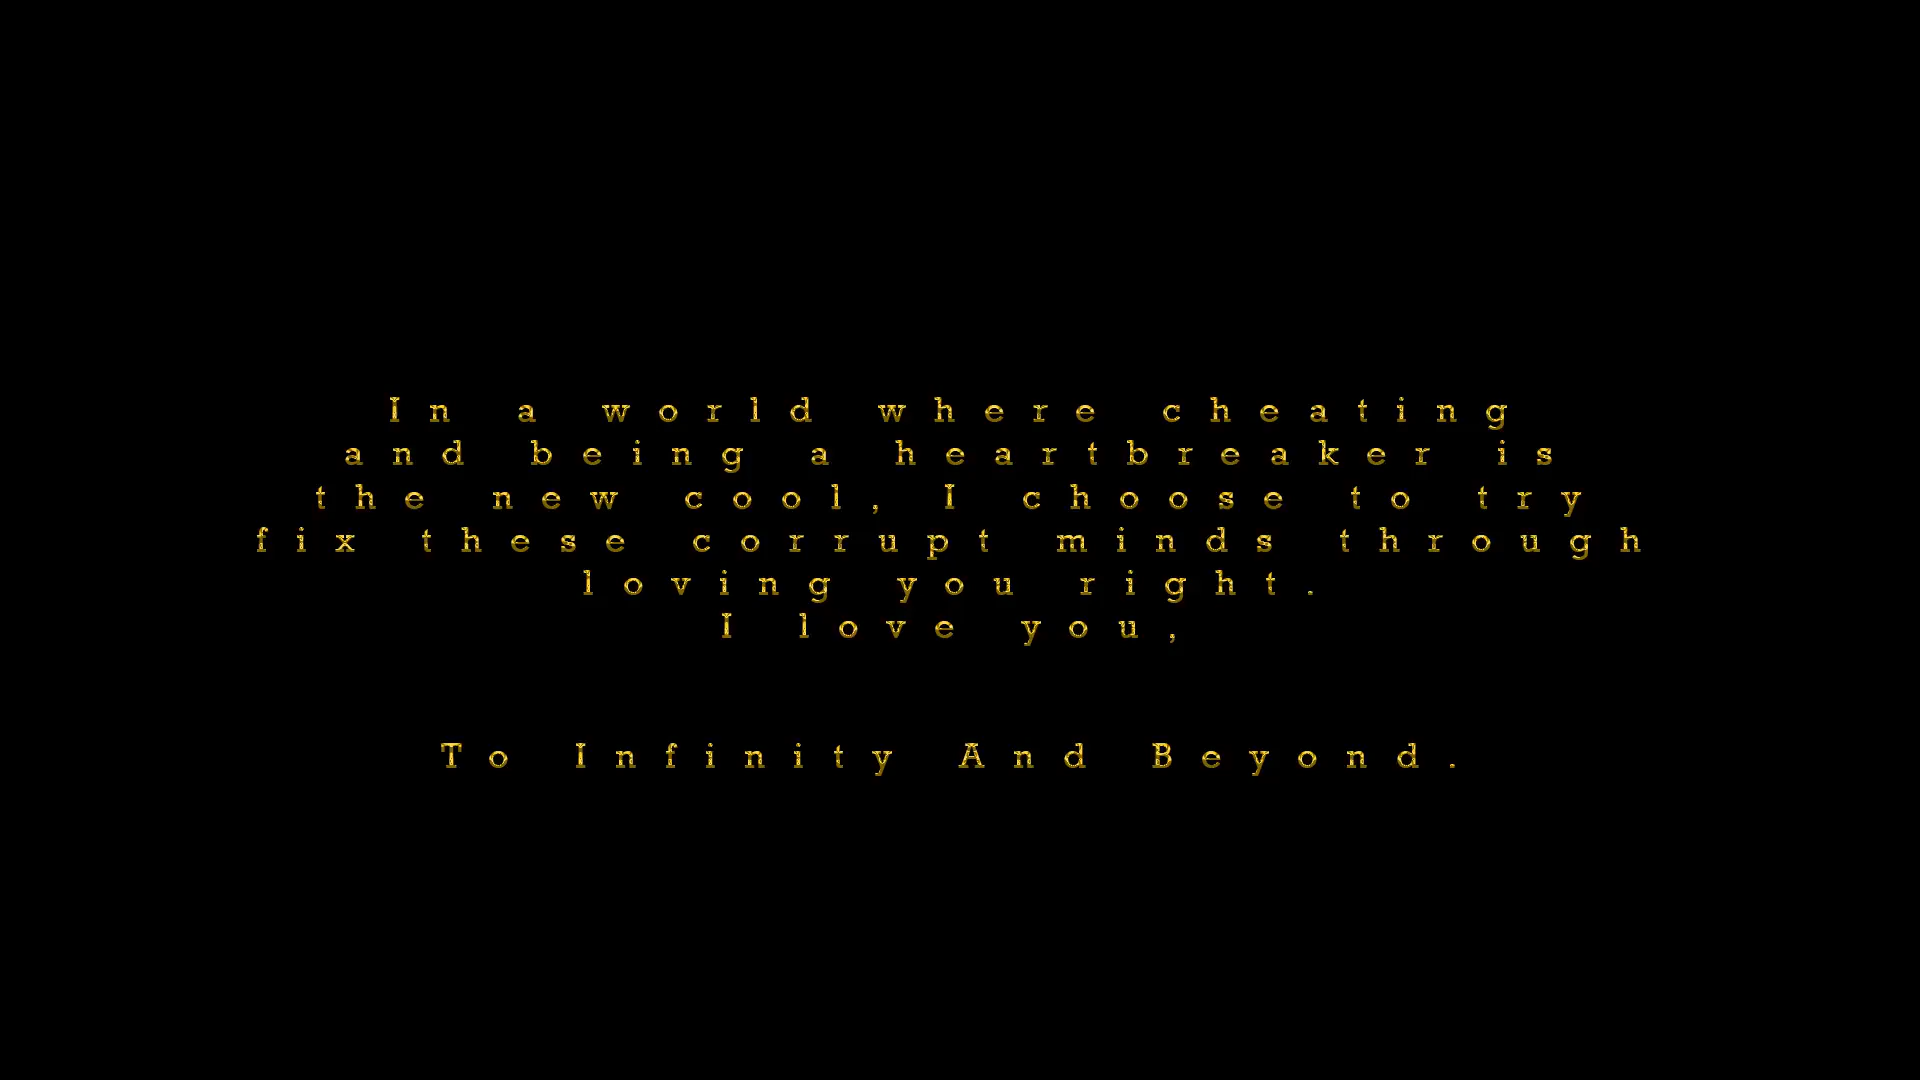 In a world where cheating
and being a heartbreaker is
the new cool, I choose to try
fix these corrupt minds through
loving you right.
I love you,
To Infinity And Beyond.